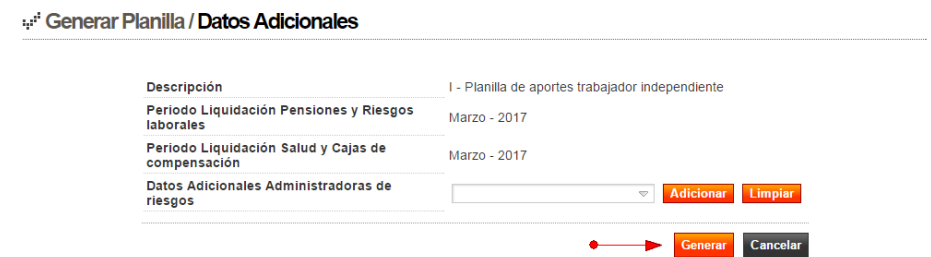 Generar Planilla / Datos Adicionales
Descripción I - Planilla de aportes trabajador independiente
Periodo Liquidación Pensiones y Riesgos
laborales
Marzo - 2017
Periodo Liquidación Salud y Cajas de
compensación
Marzo - 2017
Datos Adicionales Administradoras de
riesgos
Adicionar Limpiar
Generar Cancelar